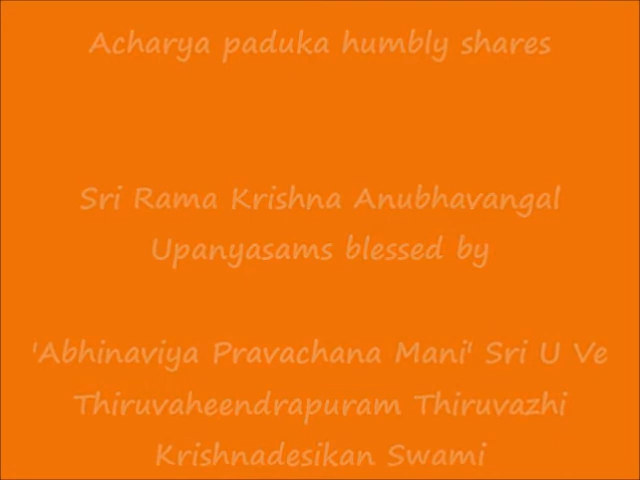 Acharya paduka humbly shares
Sri Rama Krishna Anubhavangal
Upanyasams blessed by
'Abhinaviya Pravachana Mani' Sri U Ve
Thiruvaheendrapuram Thiruvazhi
Krishnadesikan Swami